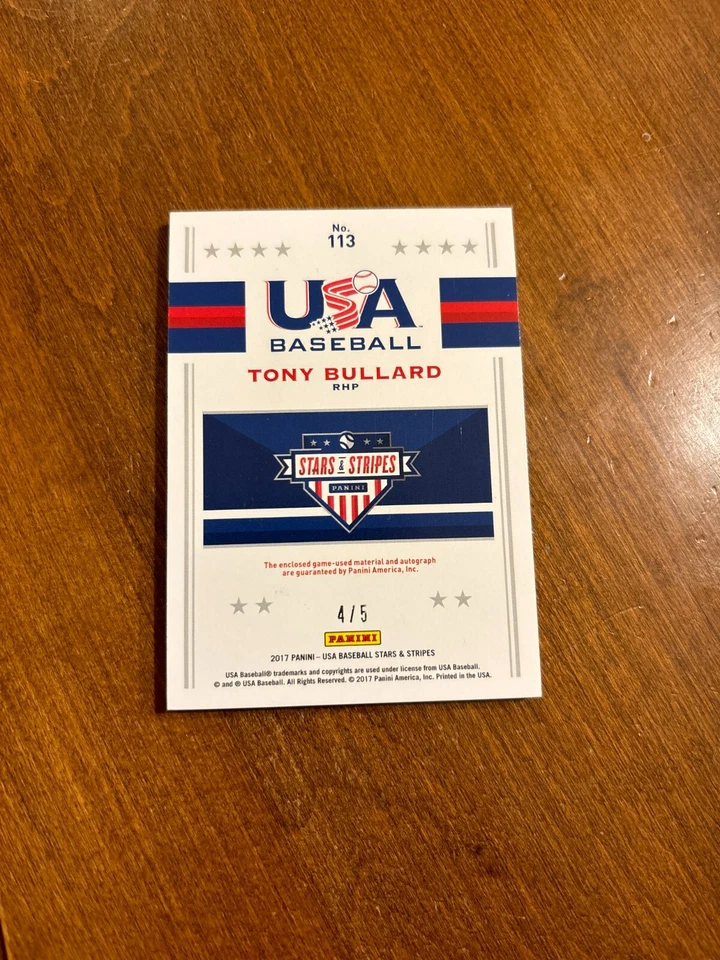 No.
113
USA
BASEBALL
TONY BULLARD
RHP
STARS & STRIPES
PANINI
The enclosed game-used material and autograph
are guaranteed by Panini America, Inc.
4/5
PANINI
2017 PANINI – USA BASEBALL STARS & STRIPES
USA Baseball® trademarks and copyrights are used under license from USA Baseball.
© and ® USA Baseball. All Rights Reserved. © 2017 Panini America, Inc. Printed in the USA.